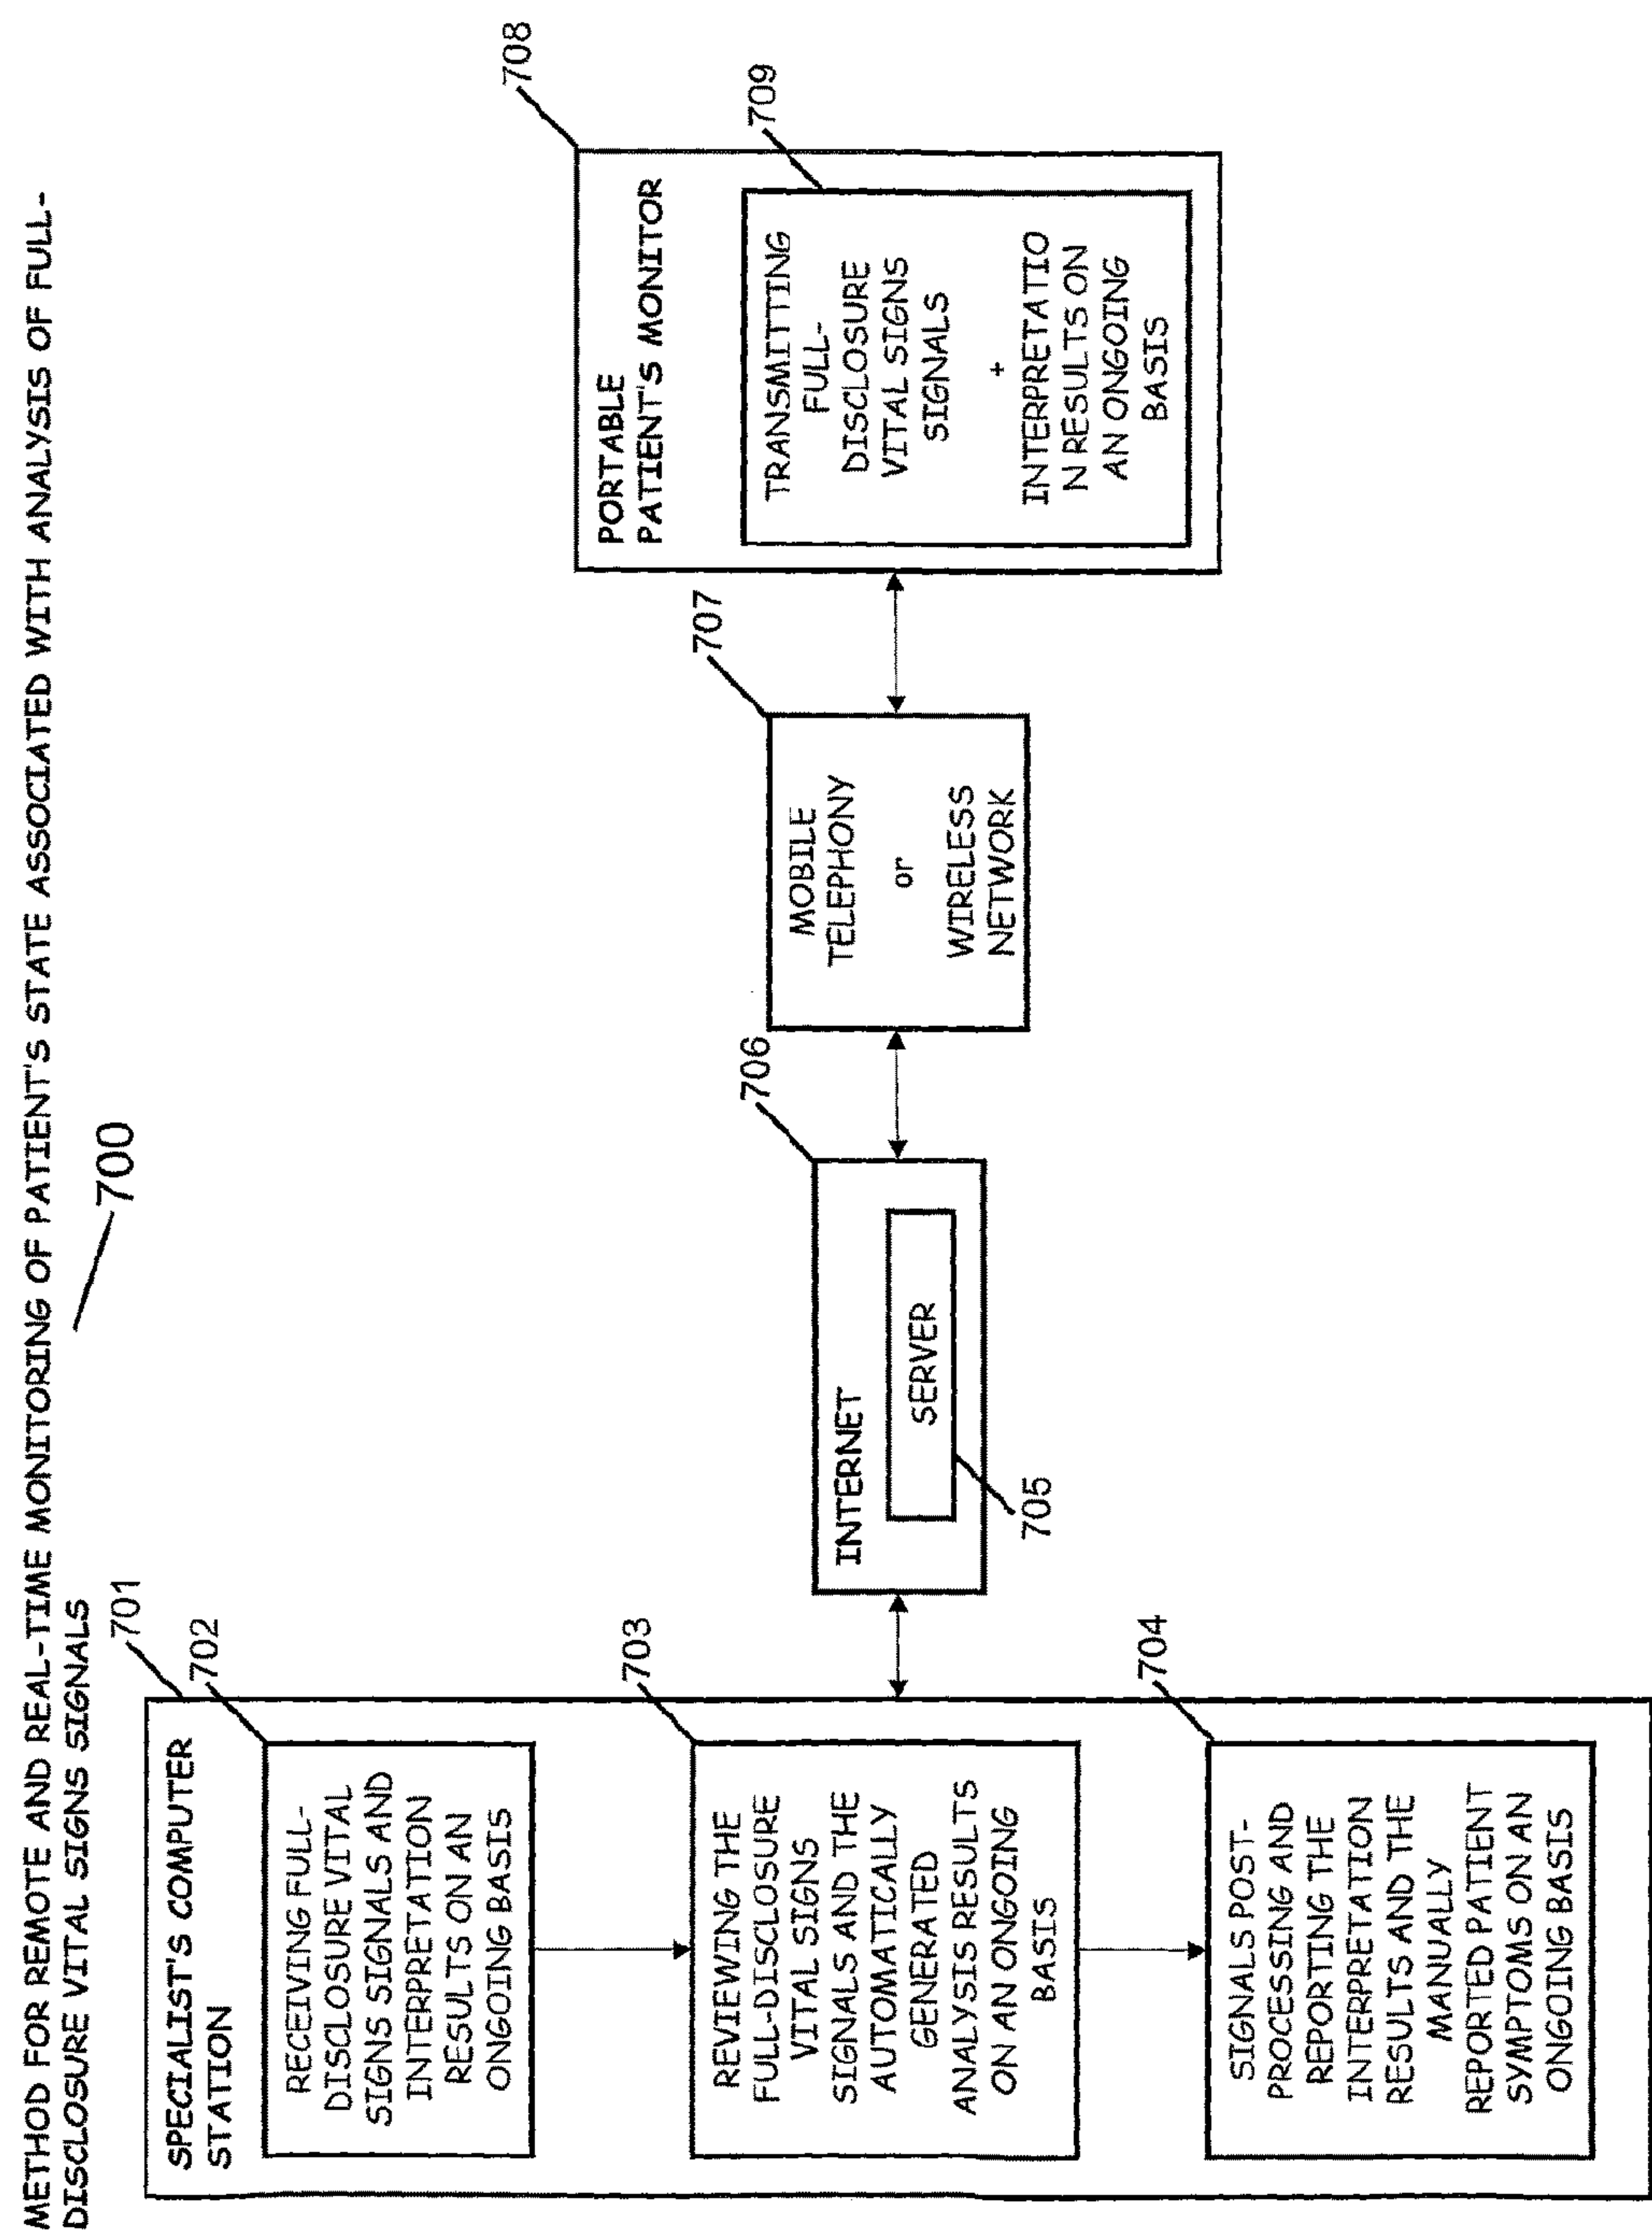 METHOD FOR REMOTE AND REAL-TIME MONITORING OF PATIENT'S STATE ASSOCIATED WITH ANALYSIS OF FULL-
DISCLOSURE VITAL SIGNS SIGNALS
700
701
SPECIALIST'S COMPUTER
STATION
702
RECEIVING FULL-
DISCLOSURE VITAL
SIGNS SIGNALS AND
INTERPRETATION
RESULTS ON AN
ONGOING BASIS
703
REVIEWING THE
FULL-DISCLOSURE
VITAL SIGNS
SIGNALS AND THE
AUTOMATICALLY
GENERATED
ANALYSIS RESULTS
ON AN ONGOING
BASIS
704
SIGNALS POST-
PROCESSING AND
REPORTING THE
INTERPRETATION
RESULTS AND THE
MANUALLY
REPORTED PATIENT
SYMPTOMS ON AN
ONGOING BASIS
706
INTERNET
SERVER
705
707
MOBILE
TELEPHONY
or
WIRELESS
NETWORK
708
PORTABLE
PATIENT'S MONITOR
709
TRANSMITTING
FULL-
DISCLOSURE
VITAL SIGNS
SIGNALS
+
INTERPRETATIO
N RESULTS ON
AN ONGOING
BASIS